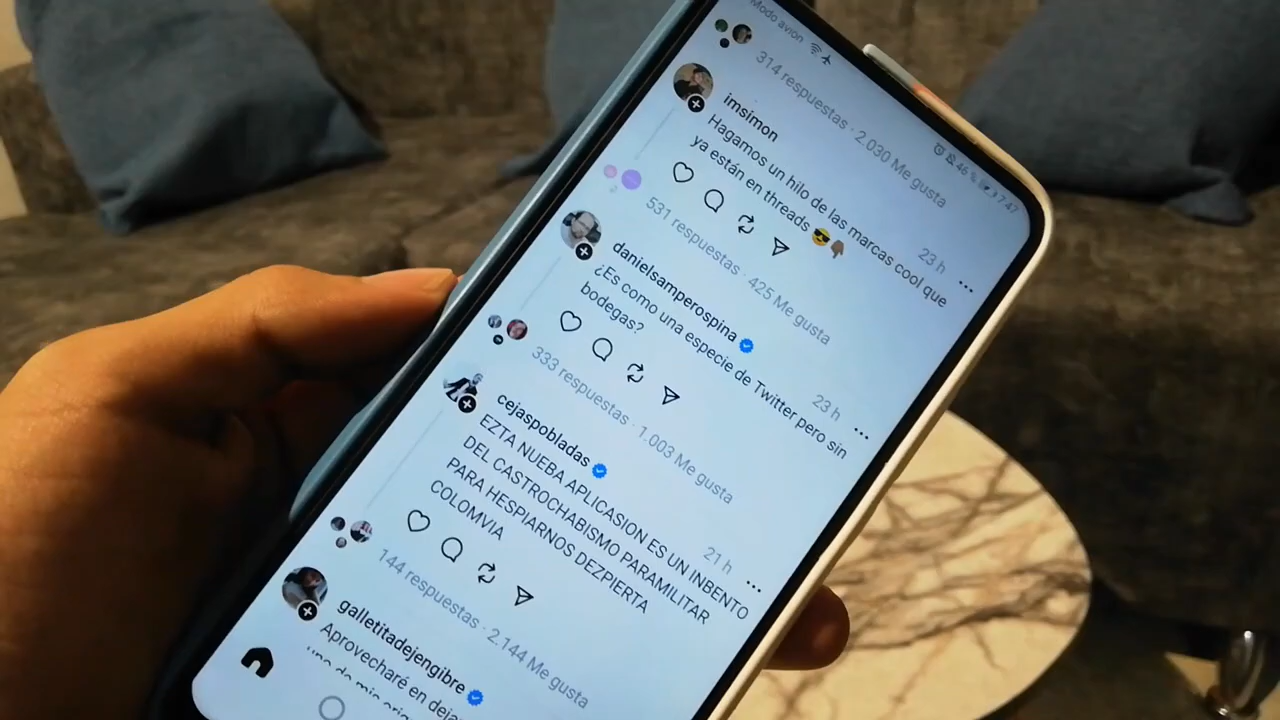 Modo avión
46 % 7:47
314 respuestas · 2.030 Me gusta
imsimon
23 h
Hagamos un hilo de las marcas cool que
ya están en threads 😎👇🏾
531 respuestas · 425 Me gusta
danielsamperospina
23 h
¿Es como una especie de Twitter pero sin
bodegas?
333 respuestas · 1.003 Me gusta
cejaspobladas
21 h
EZTA NUEBA APLICASION ES UN INBENTO
DEL CASTROCHABISMO PARAMILITAR
PARA HESPIARNOS DEZPIERTA
COLOMVIA
144 respuestas · 2.144 Me gusta
galletitadejengibre
Aprovecharé en deja